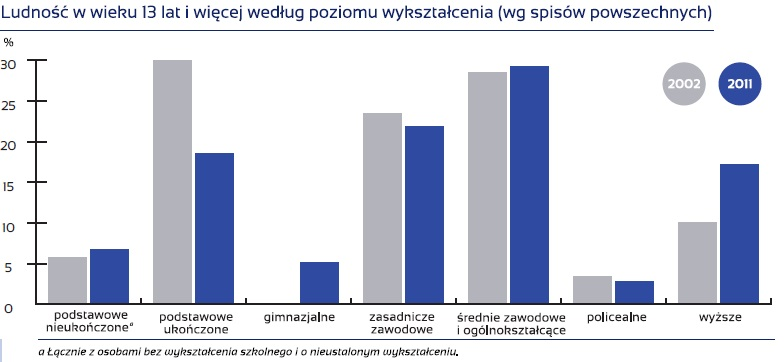 Ludność w wieku 13 lat i więcej według poziomu wykształcenia (wg spisów powszechnych)
%
30
25
20
15
10
5
0
2002
2011
podstawowe
nieukończoneª
podstawowe
ukończone
gimnazjalne
zasadnicze
zawodowe
średnie zawodowe
i ogólnokształcące
policealne
wyższe
a Łącznie z osobami bez wykształcenia szkolnego i o nieustalonym wykształceniu.